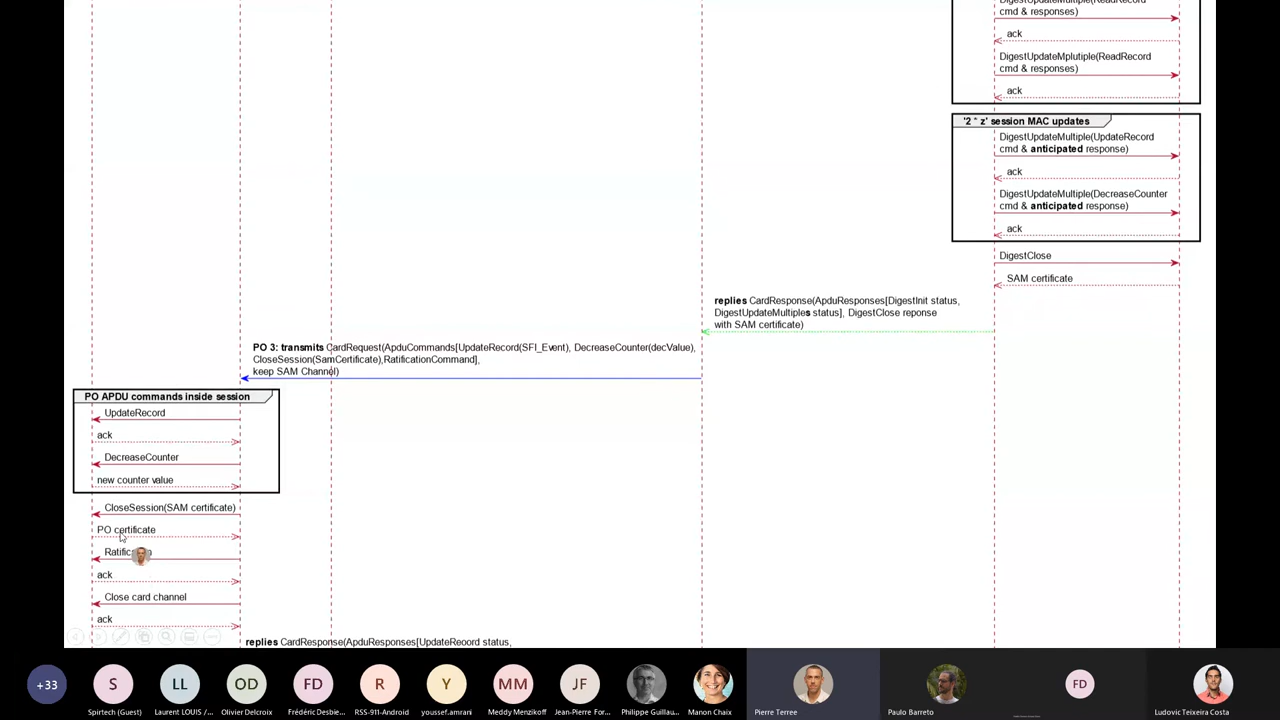 DigestUpdateMultiple(ReadRecord
cmd & responses)
ack
DigestUpdateMplutiple(ReadRecord
cmd & responses)
ack
'2 * z' session MAC updates
DigestUpdateMultiple(UpdateRecord
cmd & anticipated response)
ack
DigestUpdateMultiple(DecreaseCounter
cmd & anticipated response)
ack
DigestClose
SAM certificate
replies CardResponse(ApduResponses[DigestInit status,
DigestUpdateMultiples status], DigestClose reponse
with SAM certificate)
PO 3: transmits CardRequest(ApduCommands[UpdateRecord(SFI_Event), DecreaseCounter(decValue),
CloseSession(SamCertificate),RatificationCommand],
keep SAM Channel)
PO APDU commands inside session
UpdateRecord
ack
DecreaseCounter
new counter value
CloseSession(SAM certificate)
PO certificate
ack
Close card channel
ack
replies CardResponse(ApduResponses[UpdateReoord status,
+33
S
LL
OD
FD
R
Y
MM
JF
FD
Spirtech (Guest)
Laurent LOUIS /...
Olivier Delcroix
Frédéric Desbie...
RSS-911-Android
youssef.amrani
Meddy Menzikoff
Jean-Pierre For...
Philippe Guillau...
Manon Chaix
Pierre Terree
Paulo Barreto
Ludovic Teixeira Costa